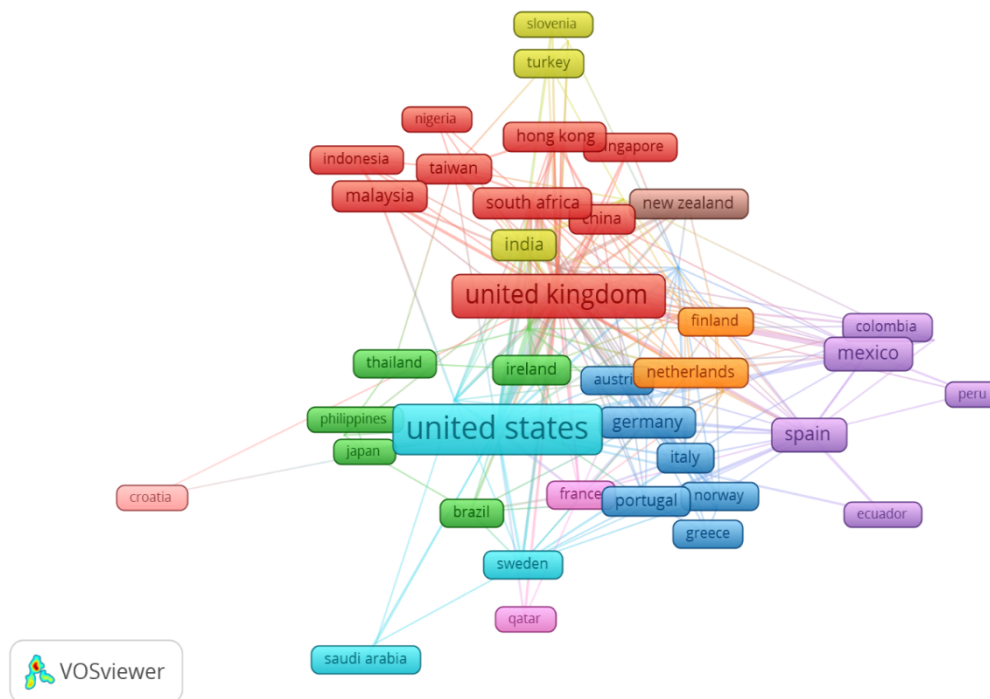 slovenia
turkey
nigeria
hong kong
singapore
indonesia
taiwan
malaysia
south africa
new zealand
china
india
united kingdom
finland
colombia
mexico
thailand
ireland
austria
netherlands
peru
philippines
united states
germany
spain
japan
italy
croatia
france
portugal
norway
brazil
ecuador
greece
sweden
qatar
saudi arabia
VOSviewer